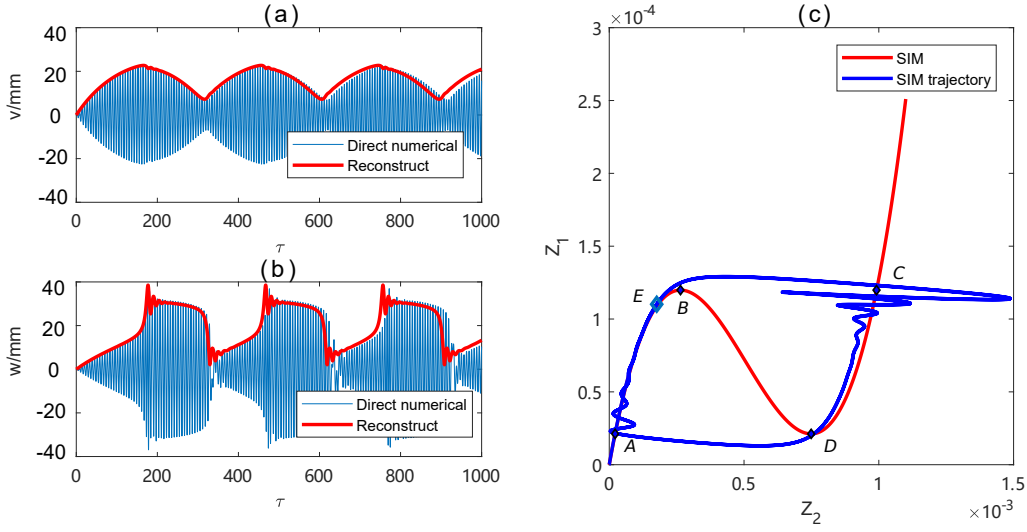 (a)
40
20
0
-20
-40
v/mm
Direct numerical
Reconstruct
0 200 400 600 800 1000
τ
(b)
40
20
0
-20
-40
w/mm
Direct numerical
Reconstruct
0 200 400 600 800 1000
τ
(c)
×10⁻⁴
3
2.5
2
1.5
1
0.5
0
Z₁
SIM
SIM trajectory
E
B
C
A
D
0 0.5 1 1.5
Z₂
×10⁻³